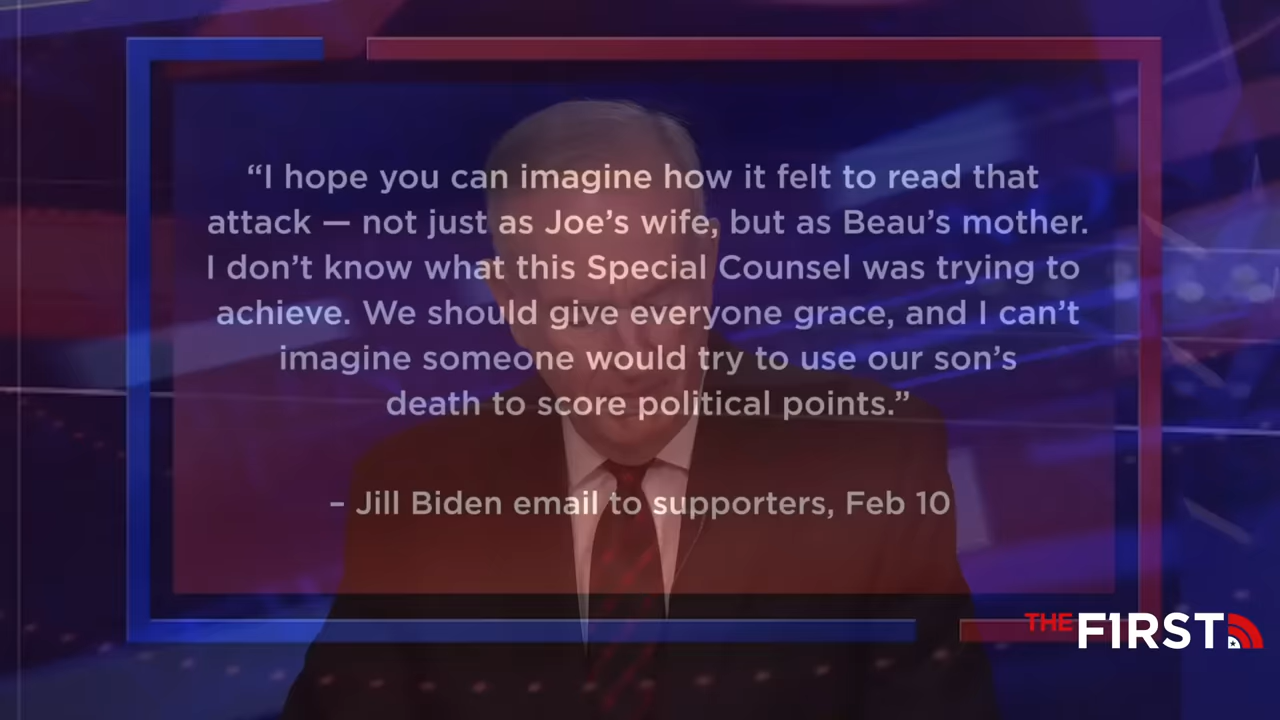 “I hope you can imagine how it felt to read that
attack — not just as Joe’s wife, but as Beau’s mother.
I don’t know what this Special Counsel was trying to
achieve. We should give everyone grace, and I can’t
imagine someone would try to use our son’s
death to score political points.”
– Jill Biden email to supporters, Feb 10
THE FIRST